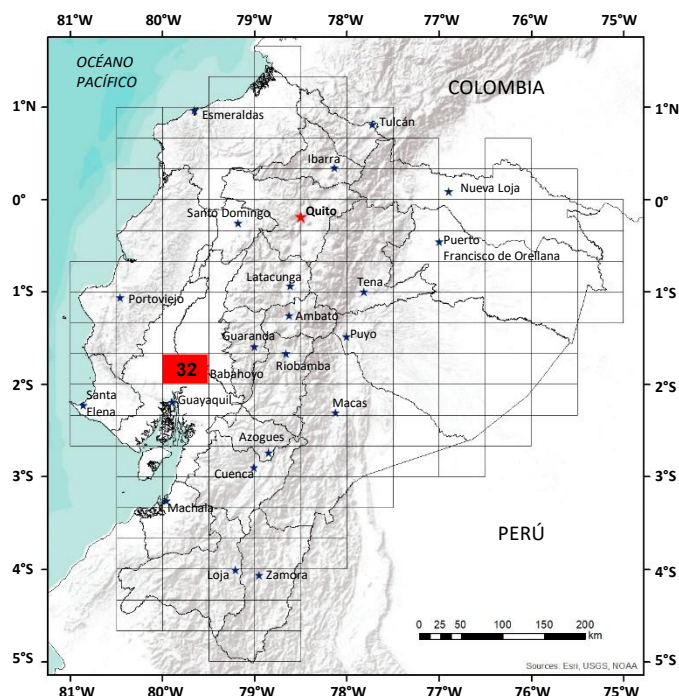 81°W 80°W 79°W 78°W 77°W 76°W 75°W
OCÉANO
PACÍFICO
COLOMBIA
1°N 1°N
Esmeraldas
Tulcán
Ibarra
Nueva Loja
0° 0°
Santo Domingo
Quito
Puerto
Francisco de Orellana
Latacunga
Tena
1°S 1°S
Portoviejo
Ambato
Guaranda
Puyo
Riobamba
32
Babahoyo
2°S 2°S
Santa
Elena
Guayaquil
Macas
Azogues
Cuenca
3°S 3°S
Machala
PERÚ
Loja
Zamora
4°S 4°S
0 25 50 100 150 200
km
5°S 5°S
Sources: Esri, USGS, NOAA
81°W 80°W 79°W 78°W 77°W 76°W 75°W